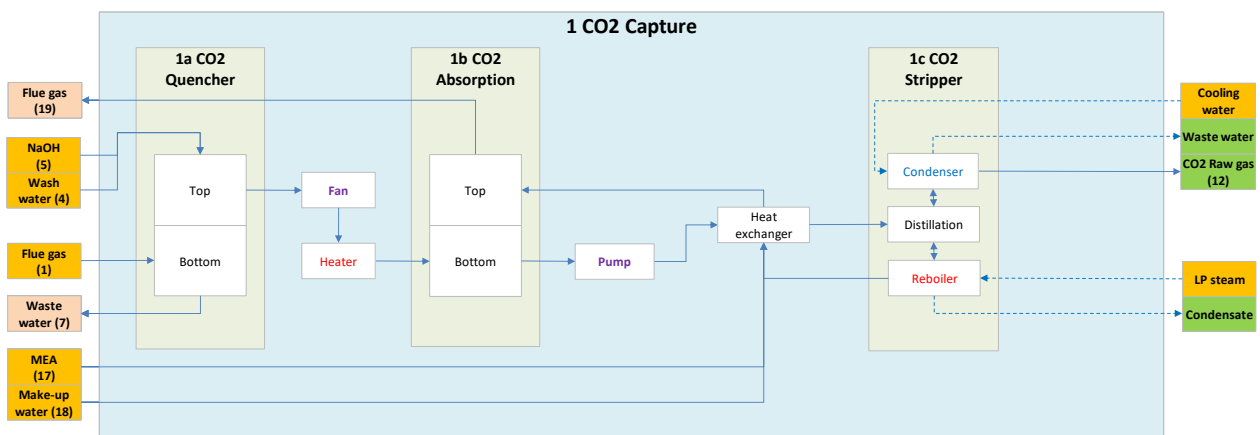 1 CO2 Capture
1a CO2
Quencher
1b CO2
Absorption
1c CO2
Stripper
Flue gas
(19)
NaOH
(5)
Wash
water (4)
Flue gas
(1)
Waste
water (7)
MEA
(17)
Make-up
water (18)
Top
Bottom
Fan
Heater
Top
Bottom
Pump
Heat
exchanger
Condenser
Distillation
Reboiler
Cooling
water
Waste water
CO2 Raw gas
(12)
LP steam
Condensate